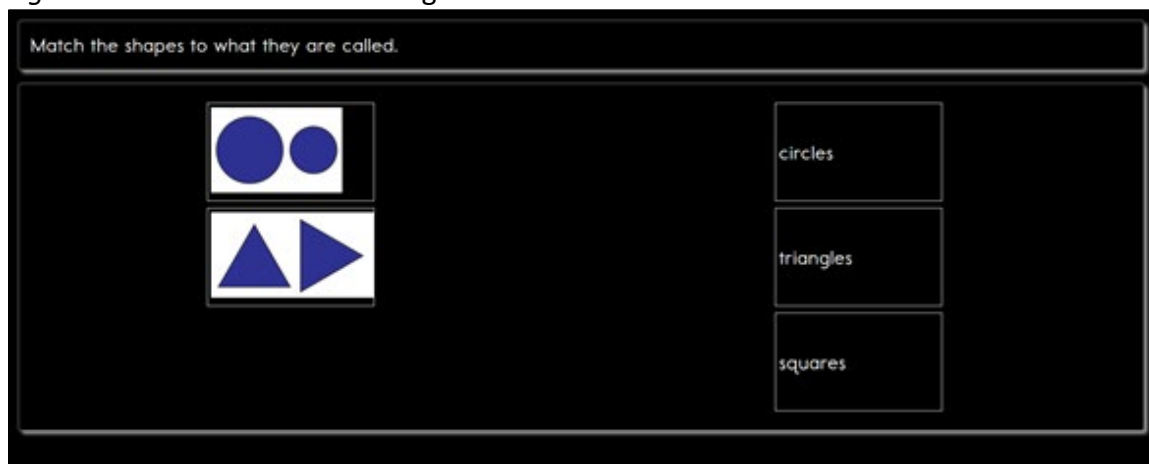 Match the shapes to what they are called.
circles
triangles
squares